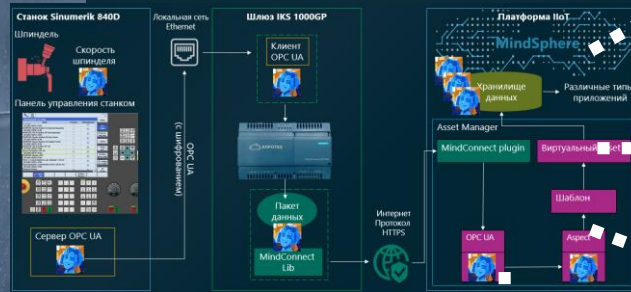 Станок Sinumerik 840D
Шпиндель
Скорость
шпинделя
Панель управления станком
Сервер OPC UA
Локальная сеть
Ethernet
OPC UA
(с шифрованием)
Шлюз IKS 1000GP
Клиент
OPC UA
Пакет
данных
MindConnect
Lib
Интернет
Протокол
HTTPS
Платформа IIoT
MindSphere
Хранилище
данных
Различные типы
приложений
Asset Manager
MindConnect plugin
Виртуальный
Шаблон
OPC UA
Aspect